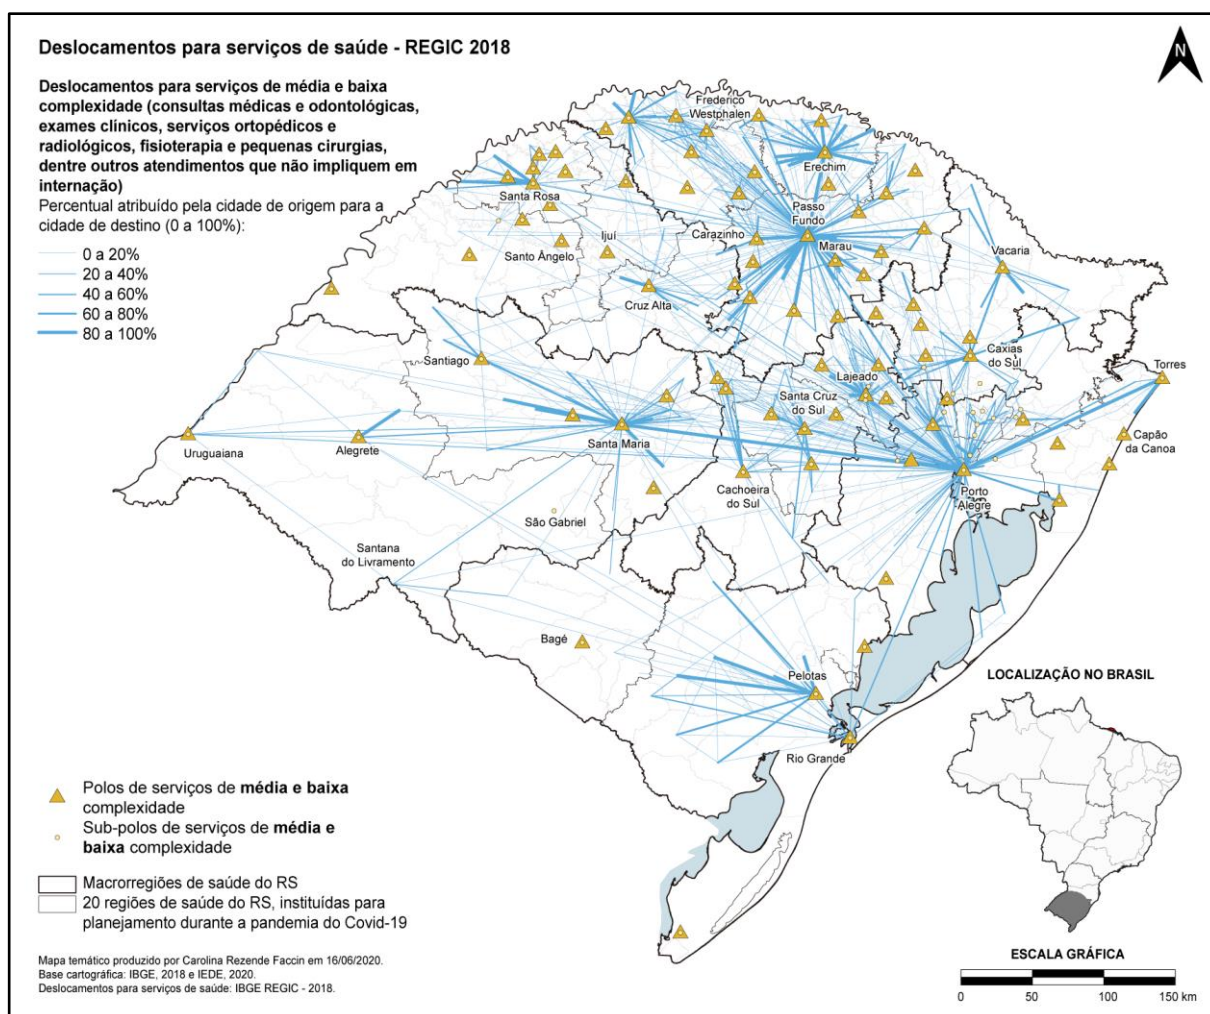 Deslocamentos para serviços de saúde - REGIC 2018
N
Deslocamentos para serviços de média e baixa
complexidade (consultas médicas e odontológicas,
exames clínicos, serviços ortopédicos e
radiológicos, fisioterapia e pequenas cirurgias,
dentre outros atendimentos que não impliquem em
internação)
Percentual atribuído pela cidade de origem para a
cidade de destino (0 a 100%):
0 a 20%
20 a 40%
40 a 60%
60 a 80%
80 a 100%
Frederico
Westphalen
Erechim
Santa Rosa
Passo
Fundo
Ijuí
Carazinho
Marau
Vacaria
Santo Ângelo
Cruz Alta
Santiago
Caxias
do Sul
Torres
Lajeado
Santa Cruz
do Sul
Santa Maria
Uruguaiana
Alegrete
Capão
da Canoa
Cachoeira
do Sul
Porto
Alegre
São Gabriel
Santana
do Livramento
Bagé
Pelotas
Rio Grande
LOCALIZAÇÃO NO BRASIL
Polos de serviços de média e baixa
complexidade
Sub-polos de serviços de média e
baixa complexidade
Macrorregiões de saúde do RS
20 regiões de saúde do RS, instituídas para
planejamento durante a pandemia do Covid-19
Mapa temático produzido por Carolina Rezende Faccin em 16/06/2020.
Base cartográfica: IBGE, 2018 e IEDE, 2020.
Deslocamentos para serviços de saúde: IBGE REGIC - 2018.
ESCALA GRÁFICA
0 50 100 150 km